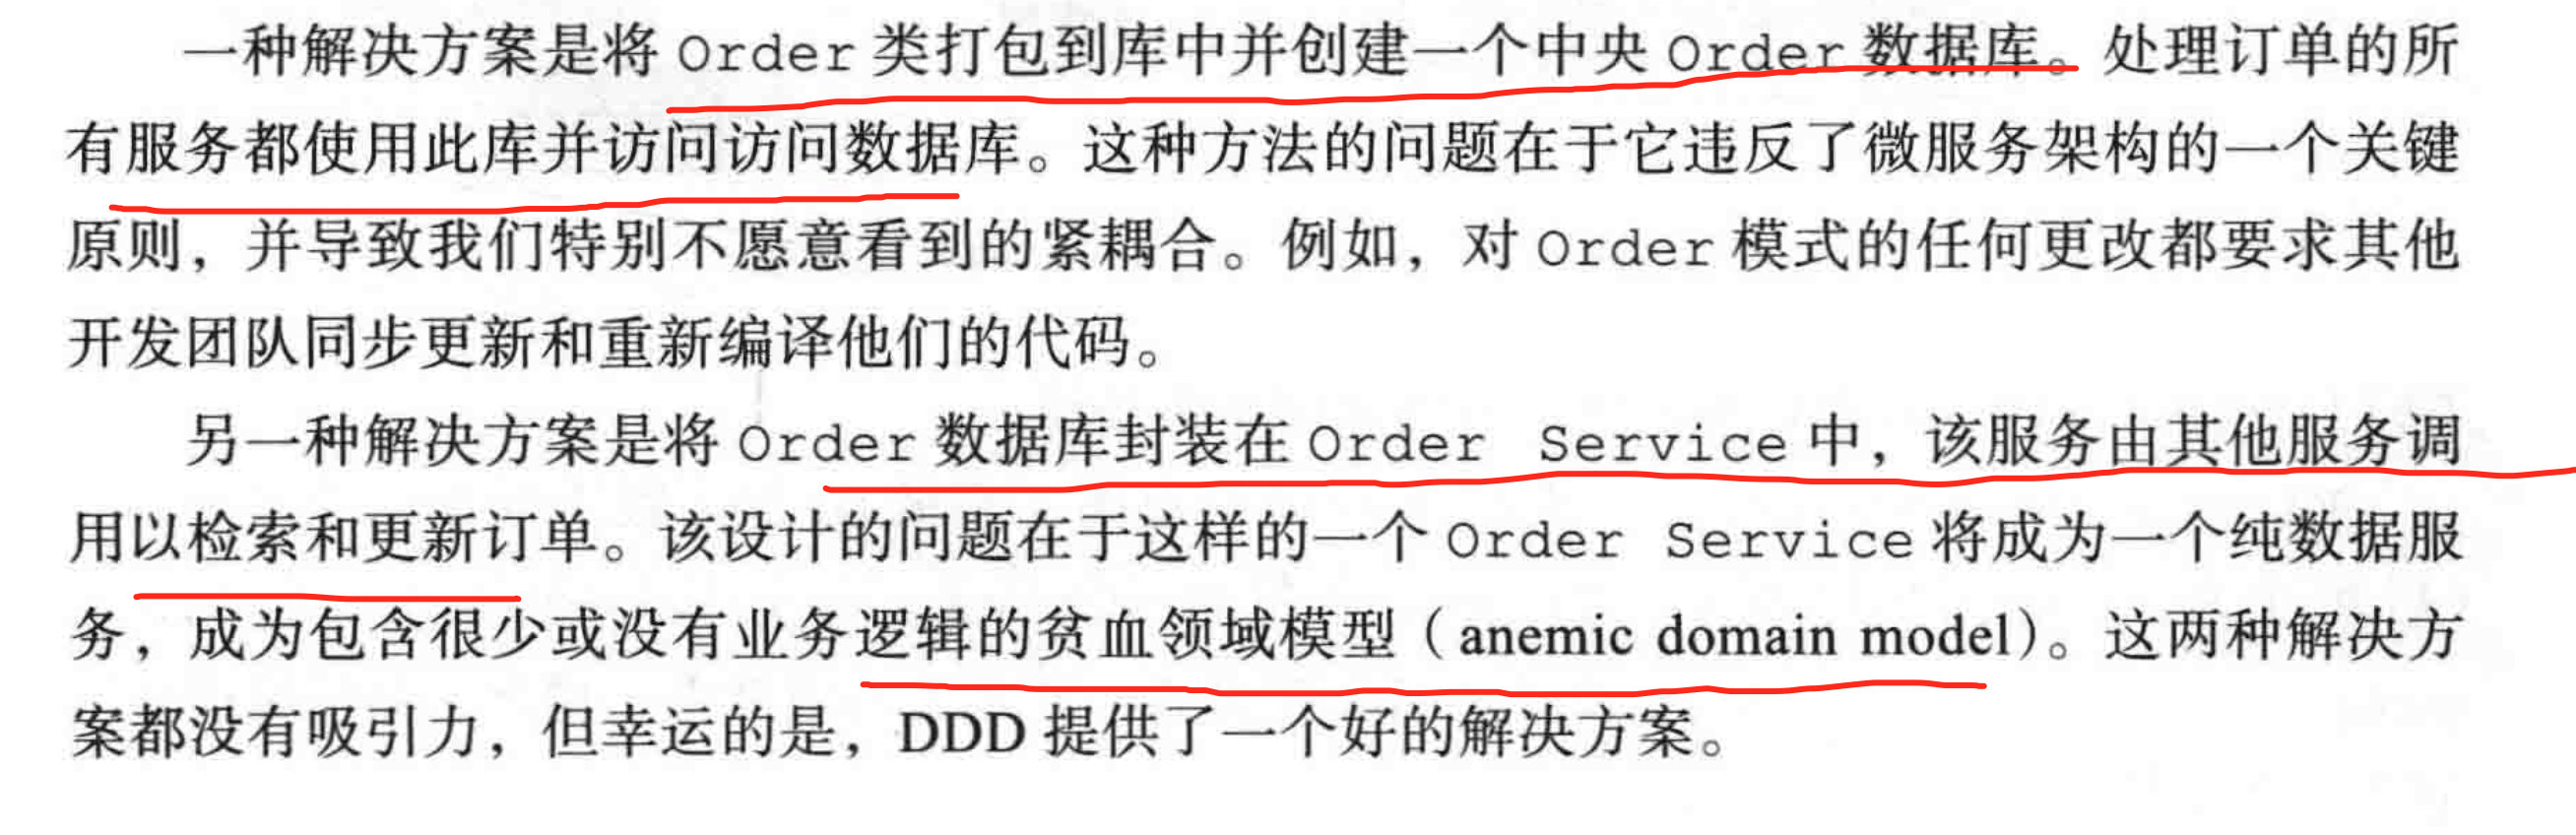 一种解决方案是将 Order 类打包到库中并创建一个中央 Order 数据库。处理订单的所
有服务都使用此库并访问访问数据库。这种方法的问题在于它违反了微服务架构的一个关键
原则，并导致我们特别不愿意看到的紧耦合。例如，对 Order 模式的任何更改都要求其他
开发团队同步更新和重新编译他们的代码。
另一种解决方案是将 Order 数据库封装在 Order Service 中，该服务由其他服务调
用以检索和更新订单。该设计的问题在于这样的一个 Order Service 将成为一个纯数据服
务，成为包含很少或没有业务逻辑的贫血领域模型（anemic domain model）。这两种解决方
案都没有吸引力，但幸运的是，DDD 提供了一个好的解决方案。